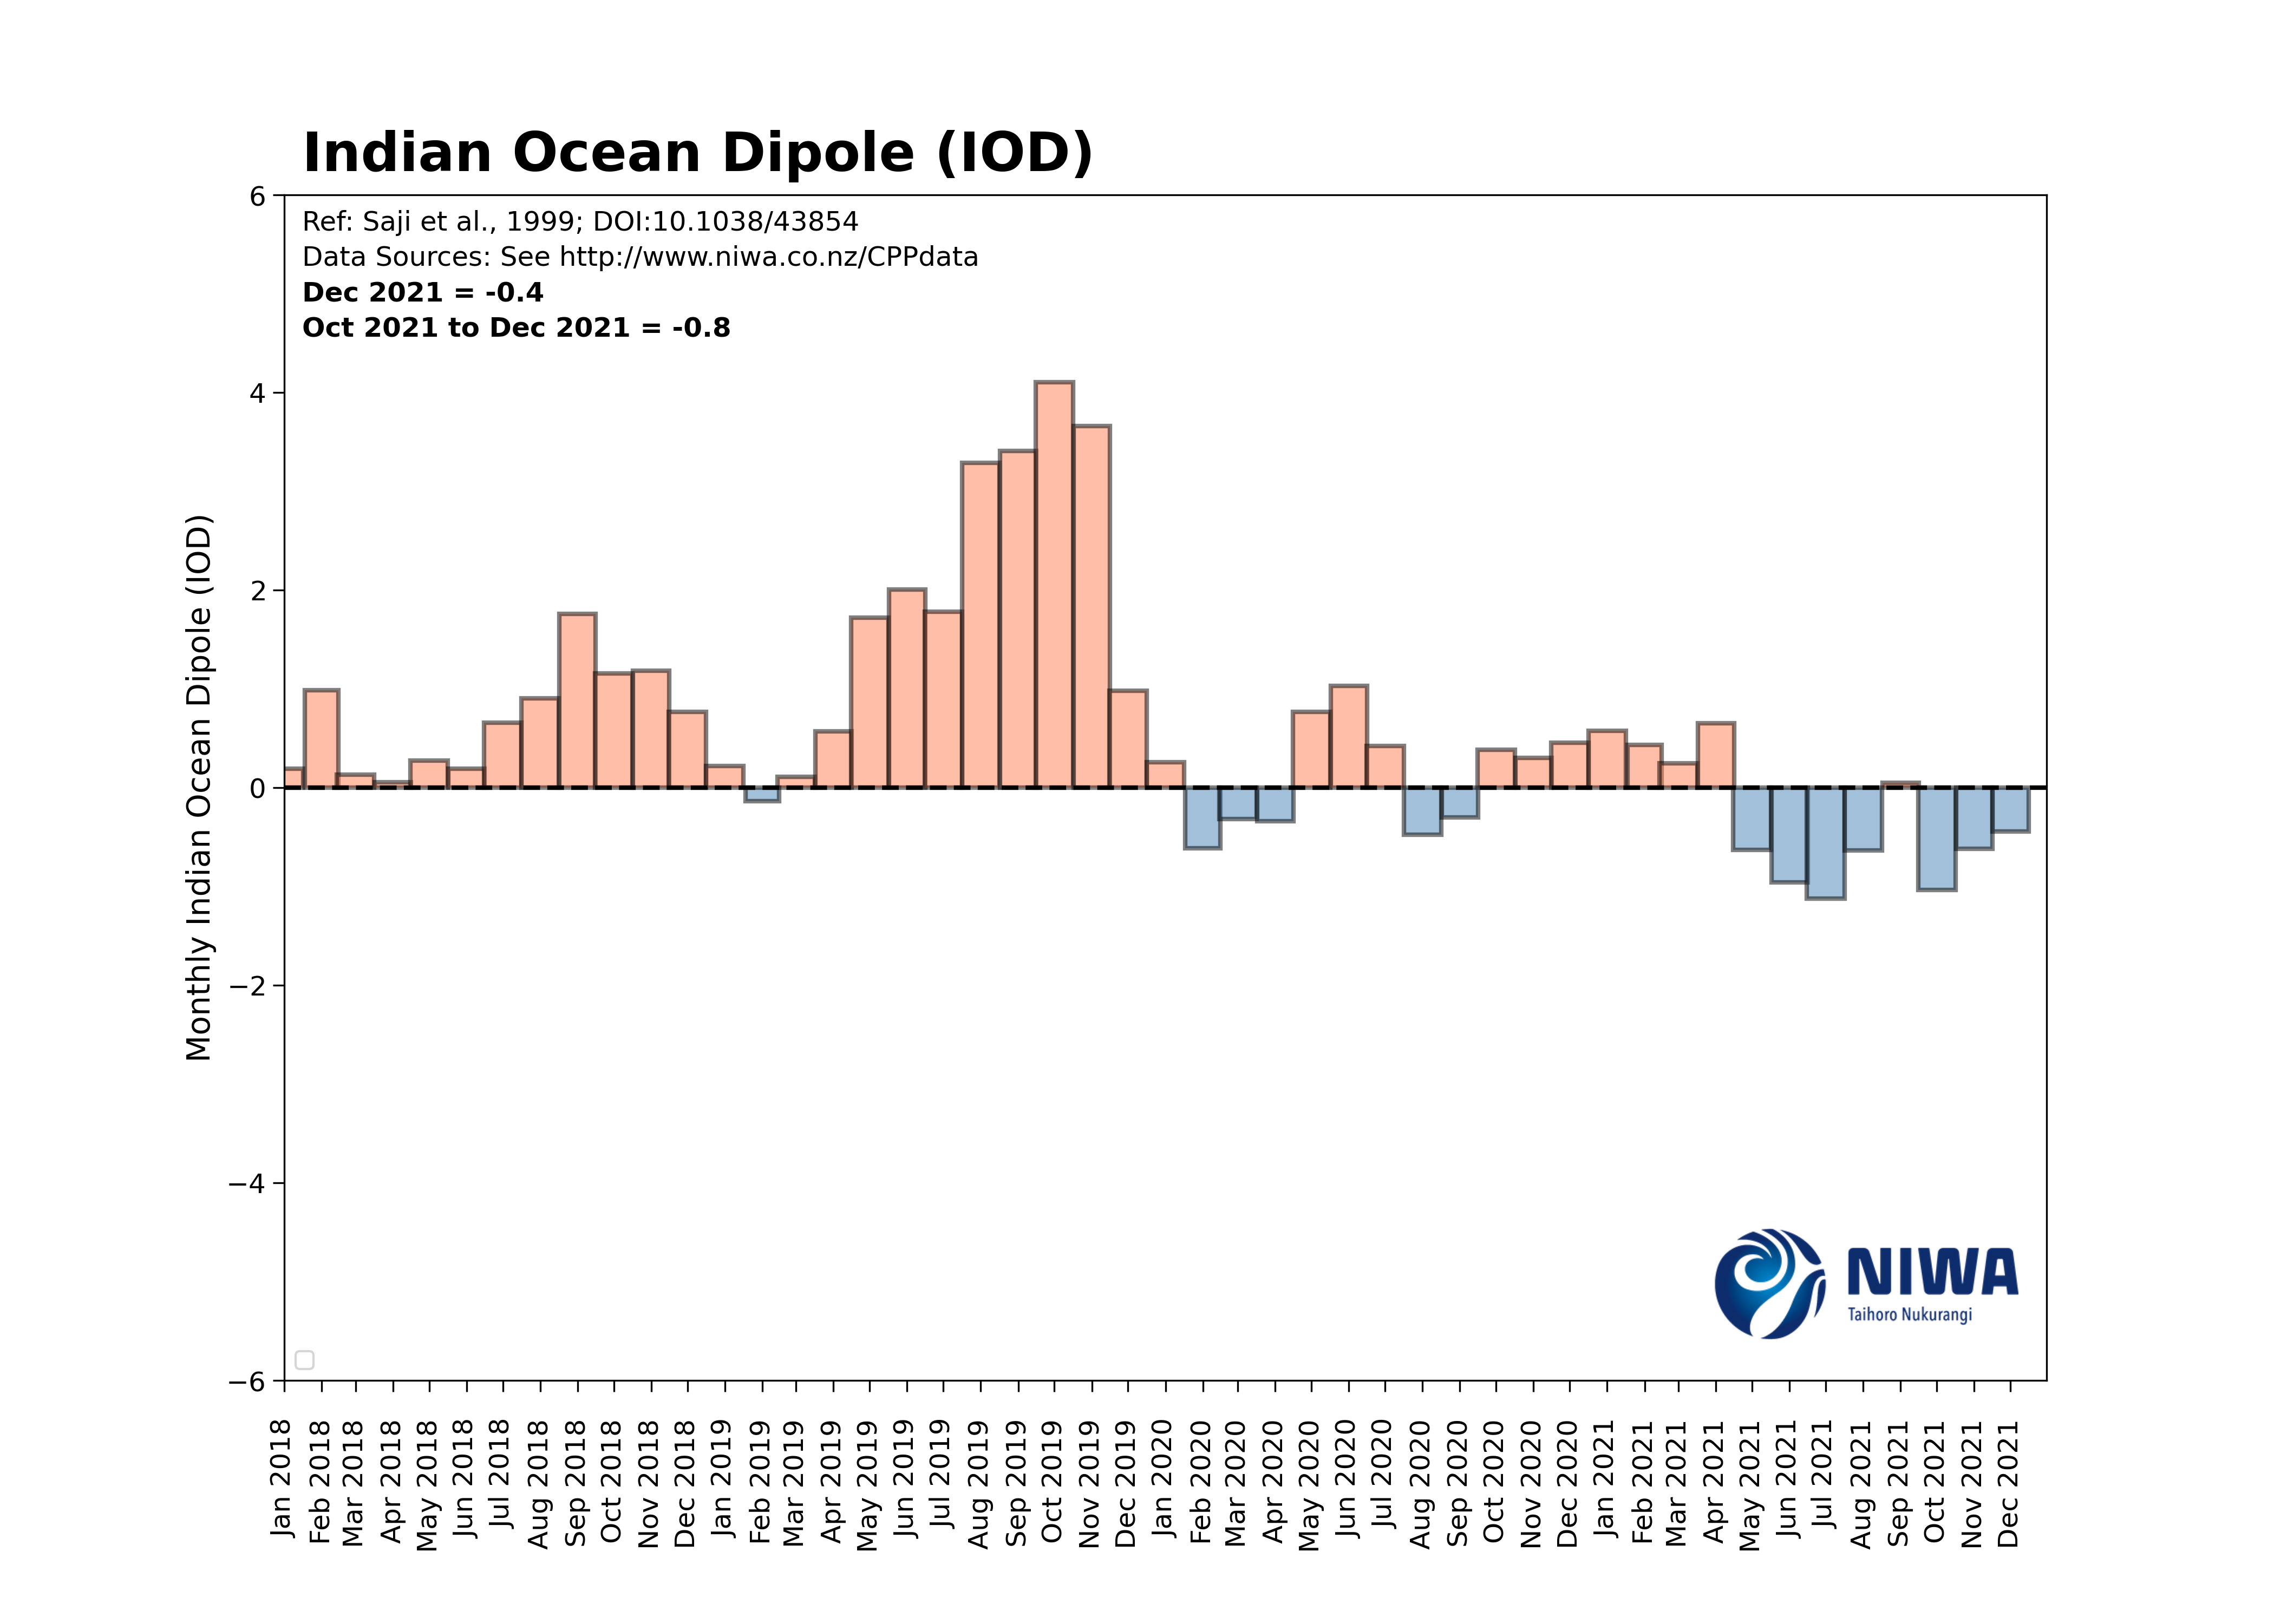 Indian Ocean Dipole (IOD)
Ref: Saji et al., 1999; DOI:10.1038/43854
Data Sources: See http://www.niwa.co.nz/CPPdata
Dec 2021 = -0.4
Oct 2021 to Dec 2021 = -0.8
Monthly Indian Ocean Dipole (IOD)
6
4
2
0
−2
−4
−6
NIWA
Taihoro Nukurangi
Jan 2018
Feb 2018
Mar 2018
Apr 2018
May 2018
Jun 2018
Jul 2018
Aug 2018
Sep 2018
Oct 2018
Nov 2018
Dec 2018
Jan 2019
Feb 2019
Mar 2019
Apr 2019
May 2019
Jun 2019
Jul 2019
Aug 2019
Sep 2019
Oct 2019
Nov 2019
Dec 2019
Jan 2020
Feb 2020
Mar 2020
Apr 2020
May 2020
Jun 2020
Jul 2020
Aug 2020
Sep 2020
Oct 2020
Nov 2020
Dec 2020
Jan 2021
Feb 2021
Mar 2021
Apr 2021
May 2021
Jun 2021
Jul 2021
Aug 2021
Sep 2021
Oct 2021
Nov 2021
Dec 2021